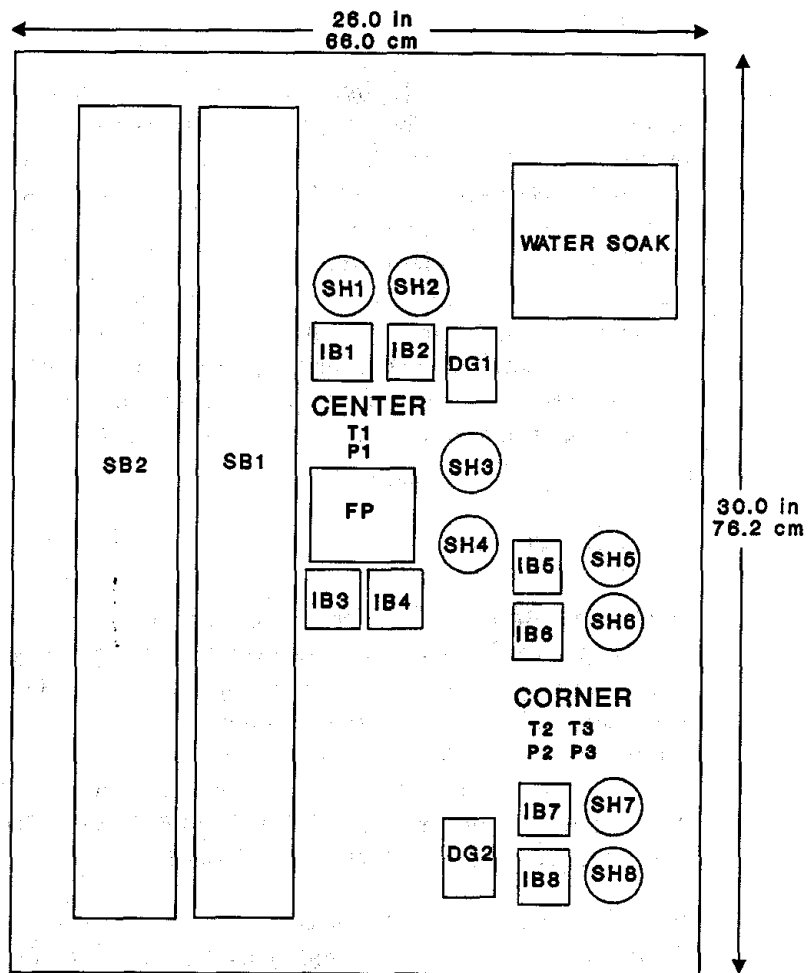 26.0 in
66.0 cm
WATER SOAK
SH1
SH2
IB1
IB2
DG1
CENTER
T1
P1
SB2
SB1
SH3
FP
30.0 in
76.2 cm
SH4
IB5
SH5
IB3
IB4
IB6
SH6
CORNER
T2 T3
P2 P3
IB7
SH7
DG2
IB8
SH8